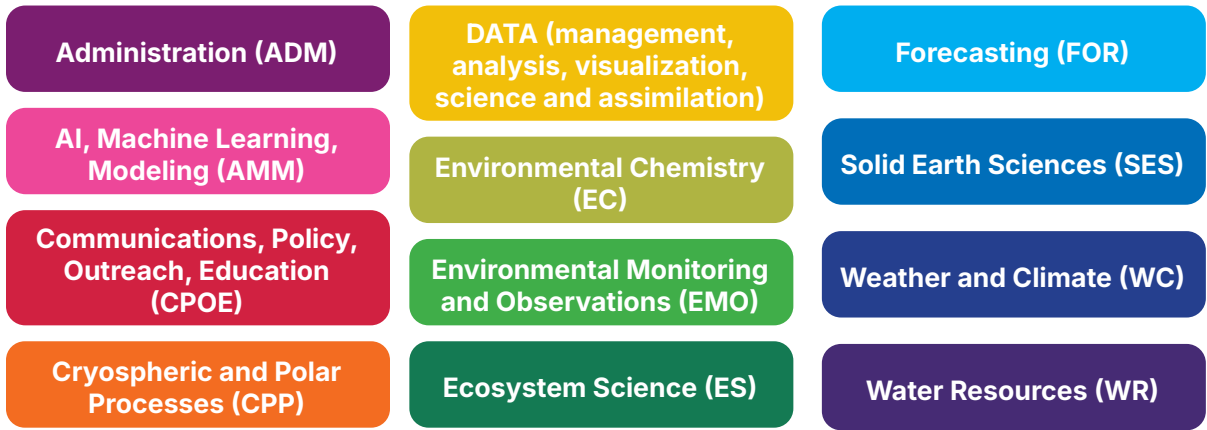 Administration (ADM)
AI, Machine Learning,
Modeling (AMM)
Communications, Policy,
Outreach, Education
(CPOE)
Cryospheric and Polar
Processes (CPP)
DATA (management,
analysis, visualization,
science and assimilation)
Environmental Chemistry
(EC)
Environmental Monitoring
and Observations (EMO)
Ecosystem Science (ES)
Forecasting (FOR)
Solid Earth Sciences (SES)
Weather and Climate (WC)
Water Resources (WR)